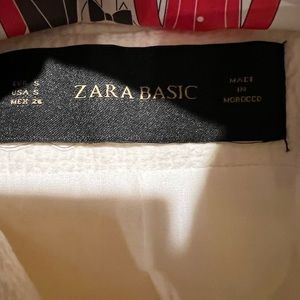 EUR S
USA S
MEX 26
ZARA BASIC
MADE
IN
MOROCCO